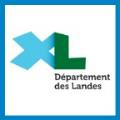 XL
Département
des Landes